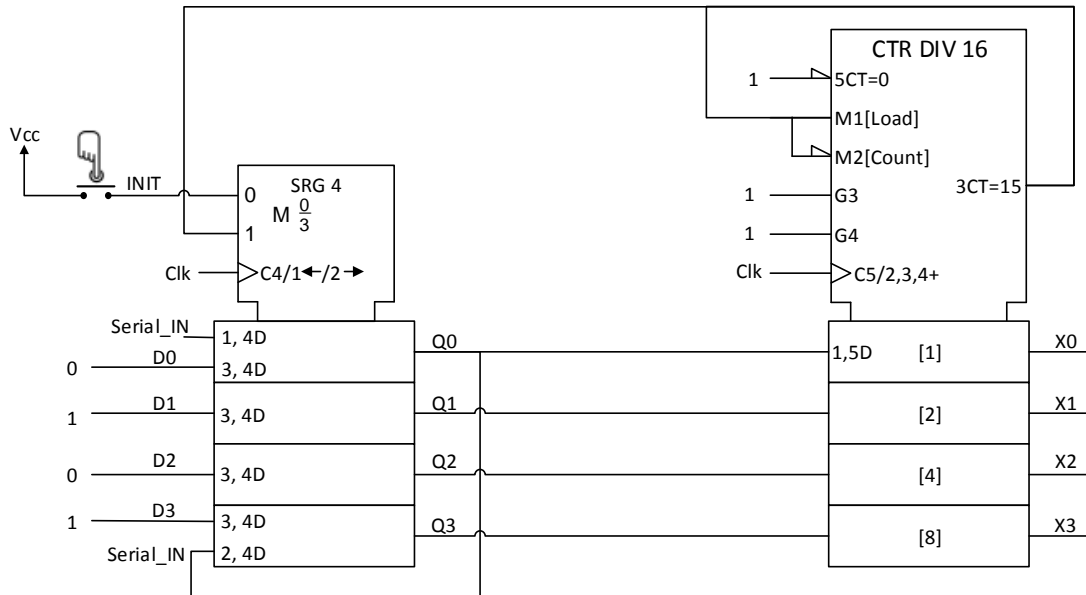 CTR DIV 16
1
5CT=0
M1[Load]
Vcc
M2[Count]
INIT
0
SRG 4
M 0/3
1
G3
3CT=15
1
1
G4
Clk
C4/1←/2→
Clk
C5/2,3,4+
Serial_IN
1, 4D
Q0
1,5D
[1]
X0
0
D0
3, 4D
1
D1
3, 4D
Q1
[2]
X1
0
D2
3, 4D
Q2
[4]
X2
1
D3
3, 4D
Q3
[8]
X3
Serial_IN
2, 4D